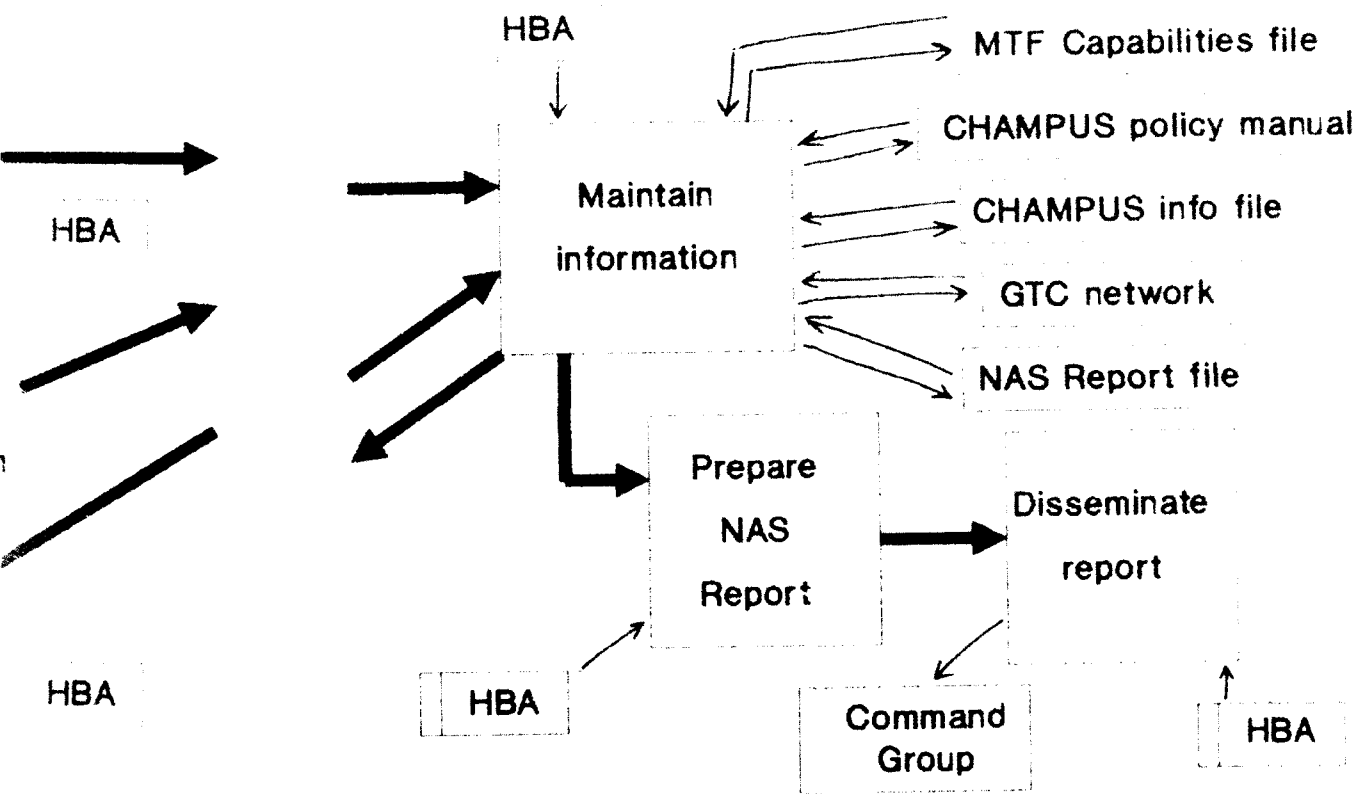 HBA
MTF Capabilities file
CHAMPUS policy manual
HBA
Maintain
information
CHAMPUS info file
GTC network
NAS Report file
Prepare
NAS
Report
Disseminate
report
HBA
HBA
Command
Group
HBA